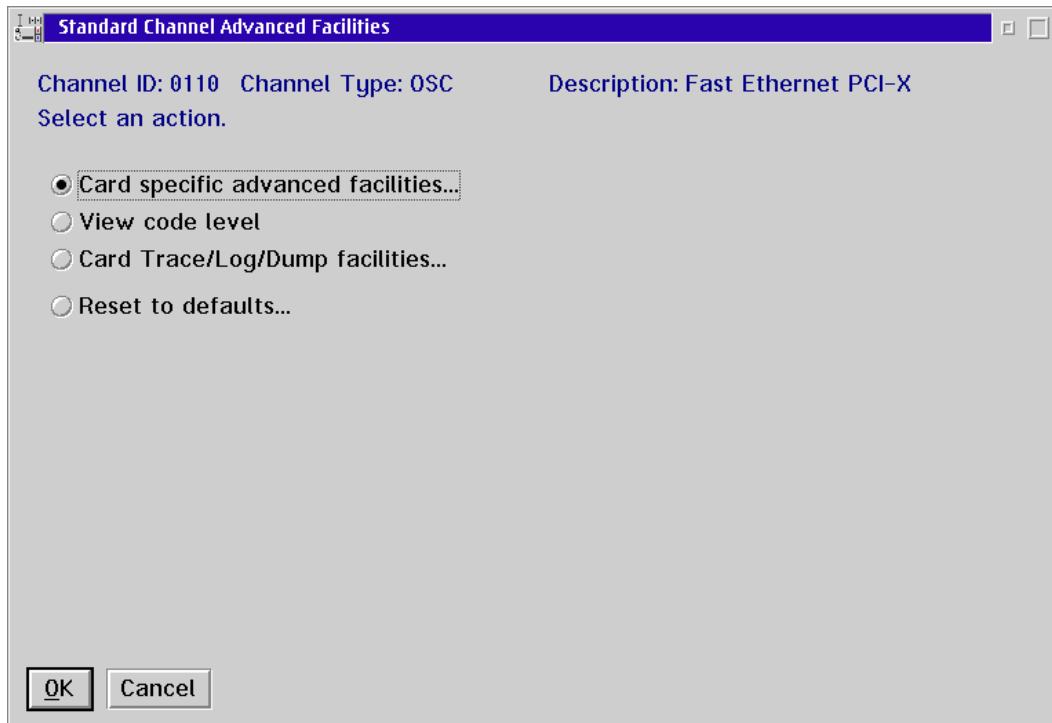 Standard Channel Advanced Facilities
Channel ID: 0110 Channel Type: OSC Description: Fast Ethernet PCI-X
Select an action.
Card specific advanced facilities...
View code level
Card Trace/Log/Dump facilities...
Reset to defaults...
OK Cancel